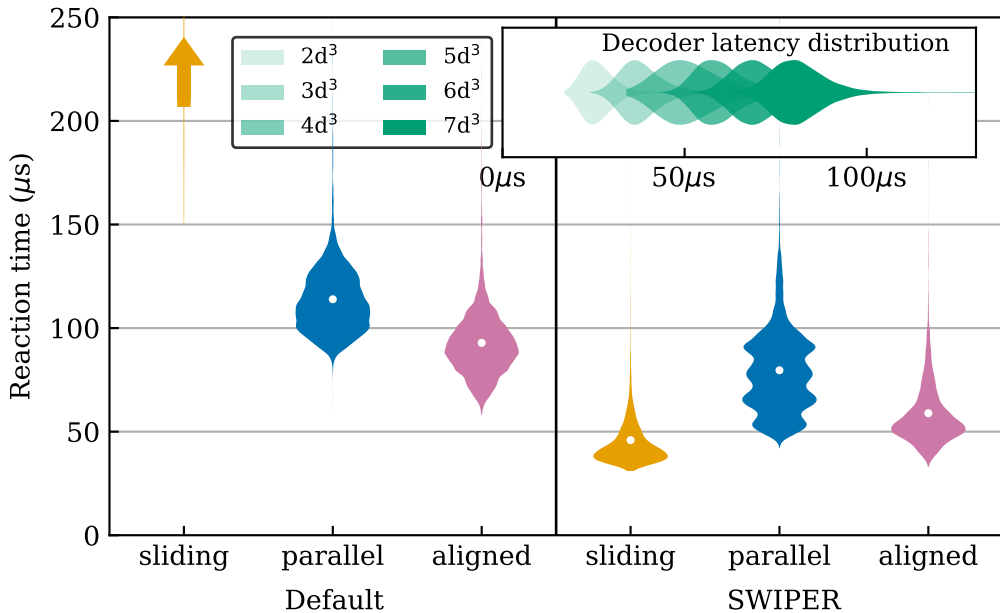 250
200
150
100
50
0
Reaction time (μs)
2d³
3d³
4d³
5d³
6d³
7d³
Decoder latency distribution
0μs
50μs
100μs
sliding
parallel
aligned
sliding
parallel
aligned
Default
SWIPER